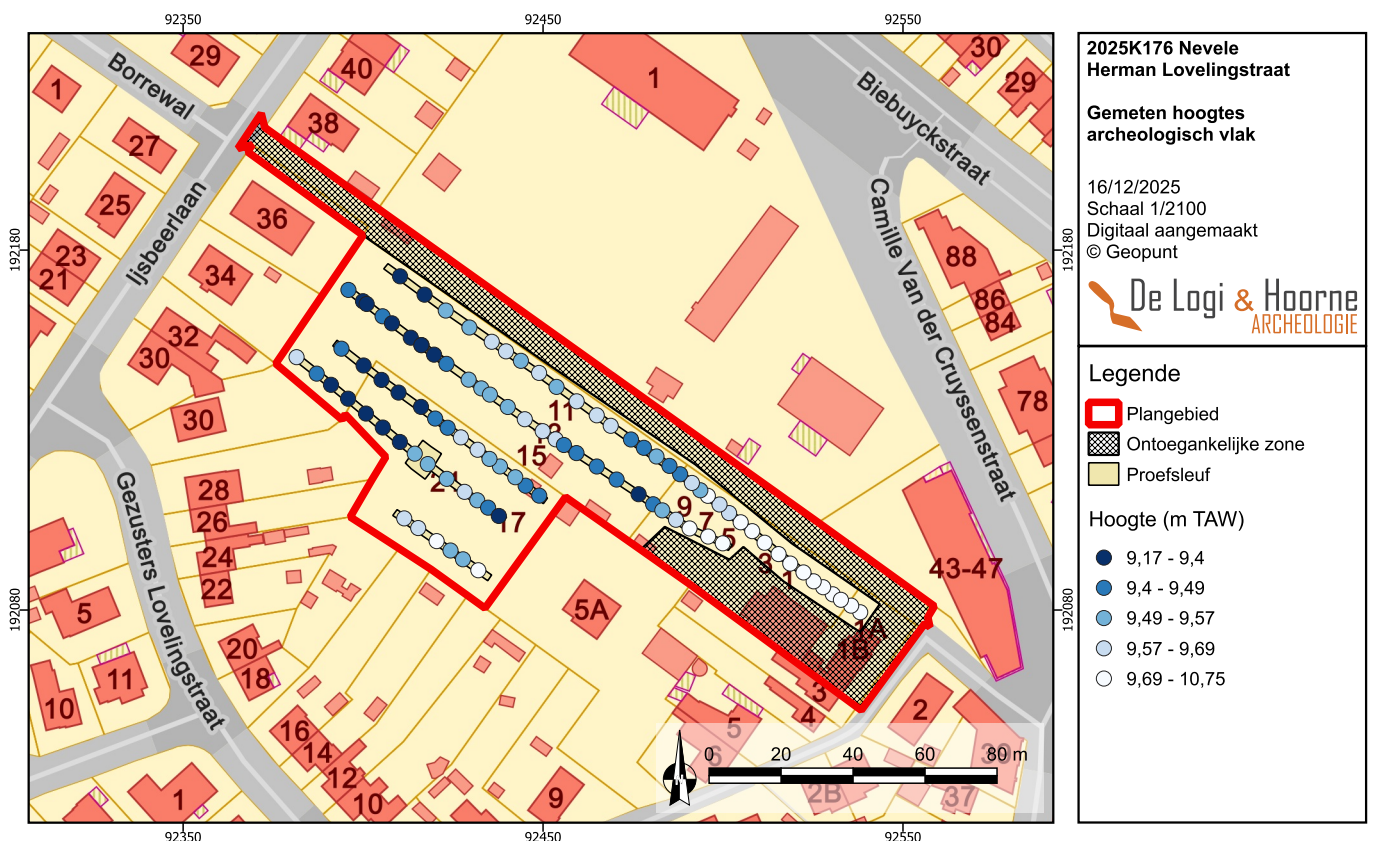 92350
92450
92550
192180
192080
192180
192080
92350
92450
92550
Borrewal
Ijsbeerlaan
Gezusters Lovelingstraat
Biebuyckstraat
Camille Van der Cruyssenstraat
29
1
40
38
27
25
36
23
21
34
32
30
30
28
26
24
22
5
11
10
20
18
16
14
12
10
1
9
5A
1
30
29
88
86
84
78
43-47
11
15
17
9
7
5
3
1
1A
1B
3
4
5
6
2
2B
37
0 20 40 60 80 m
2025K176 Nevele
Herman Lovelingstraat
Gemeten hoogtes
archeologisch vlak
16/12/2025
Schaal 1/2100
Digitaal aangemaakt
© Geopunt
De Logi & Hoorne
ARCHEOLOGIE
Legende
Plangebied
Ontoegankelijke zone
Proefsleuf
Hoogte (m TAW)
9,17 - 9,4
9,4 - 9,49
9,49 - 9,57
9,57 - 9,69
9,69 - 10,75